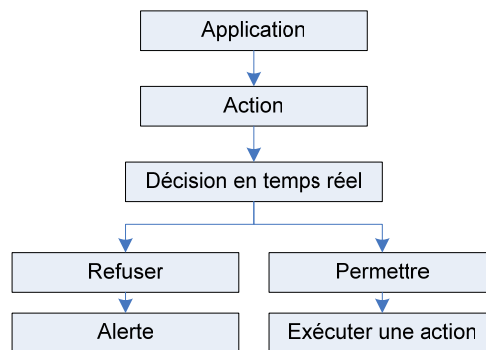 Application
Action
Décision en temps réel
Refuser
Permettre
Alerte
Exécuter une action